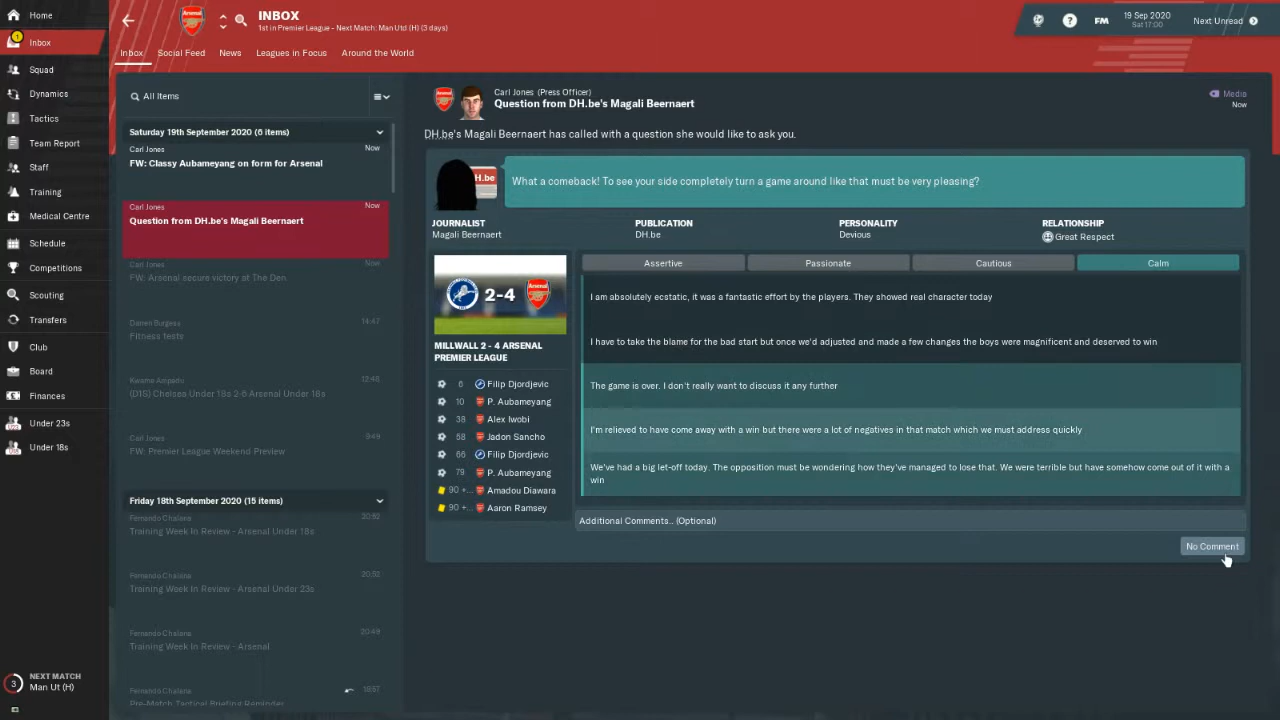 Home
INBOX
1st in Premier League - Next Match: Man Utd (H) (3 days)
FM
19 Sep 2020
Sat 17:00
Next Unread
1
Inbox
Squad
Dynamics
Tactics
Team Report
Staff
Training
Medical Centre
Schedule
Competitions
Scouting
Transfers
Club
Board
Finances
Under 23s
Under 18s
3
NEXT MATCH
Man Ut (H)
Inbox
Social Feed
News
Leagues in Focus
Around the World
All Items
Saturday 19th September 2020 (6 items)
Carl Jones
Now
FW: Classy Aubameyang on form for Arsenal
Carl Jones
Now
Question from DH.be's Magali Beernaert
Carl Jones
Now
FW: Arsenal secure victory at The Den
Darren Burgess
14:47
Fitness tests
Kwame Ampadu
12:46
(D1S) Chelsea Under 18s 2-6 Arsenal Under 18s
Carl Jones
9:49
FW: Premier League Weekend Preview
Friday 18th September 2020 (15 items)
Fernando Chalana
20:52
Training Week In Review - Arsenal Under 18s
Fernando Chalana
20:52
Training Week In Review - Arsenal Under 23s
Fernando Chalana
20:49
Training Week In Review - Arsenal
Fernando Chalana
18:57
Pre-Match Tactical Briefing Reminder
Carl Jones (Press Officer)
Question from DH.be's Magali Beernaert
Media
Now
DH.be's Magali Beernaert has called with a question she would like to ask you.
H.be
What a comeback! To see your side completely turn a game around like that must be very pleasing?
JOURNALIST
Magali Beernaert
PUBLICATION
DH.be
PERSONALITY
Devious
RELATIONSHIP
Great Respect
2-4
MILLWALL 2 - 4 ARSENAL
PREMIER LEAGUE
6 Filip Djordjevic
10 P. Aubameyang
38 Alex Iwobi
58 Jadon Sancho
66 Filip Djordjevic
79 P. Aubameyang
90 +... Amadou Diawara
90 +... Aaron Ramsey
Assertive
Passionate
Cautious
Calm
I am absolutely ecstatic, it was a fantastic effort by the players. They showed real character today
I have to take the blame for the bad start but once we'd adjusted and made a few changes the boys were magnificent and deserved to win
The game is over. I don't really want to discuss it any further
I'm relieved to have come away with a win but there were a lot of negatives in that match which we must address quickly
We've had a big let-off today. The opposition must be wondering how they've managed to lose that. We were terrible but have somehow come out of it with a
win
Additional Comments.. (Optional)
No Comment